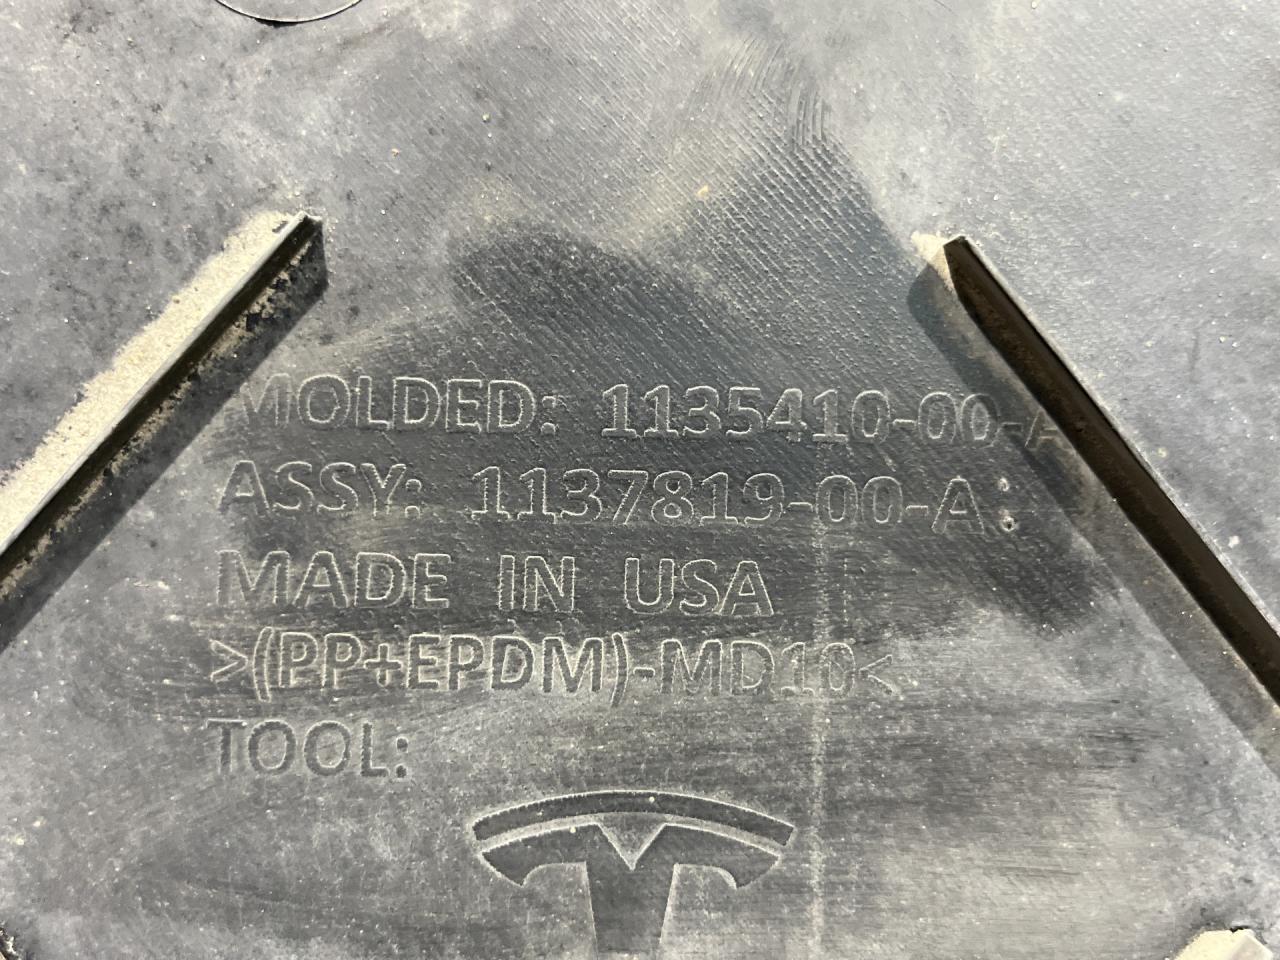 MOLDED: 1135410-00-A
ASSY: 1137819-00-A:
MADE IN USA
>(PP+EPDM)-MD10<
TOOL: